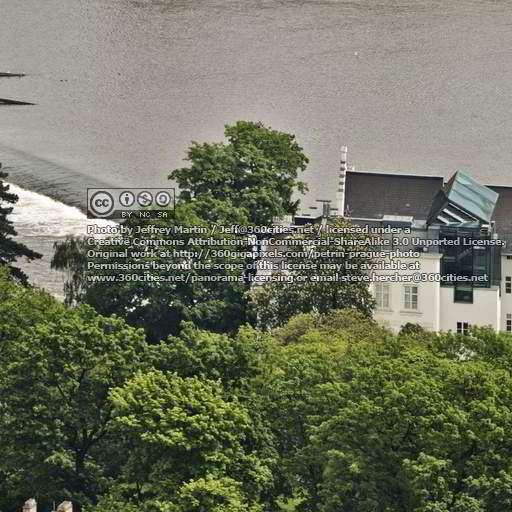 cc
BY NC SA
Photo by Jeffrey Martin / Jeff@360cities.net / licensed under a
Creative Commons Attribution-NonCommercial-ShareAlike 3.0 Unported License;
Original work at http://360gigapixels.com/petrin-prague-photo
Permissions beyond the scope of this license may be available at
www.360cities.net/panorama_licensing or email steve.hercher@360cities.net